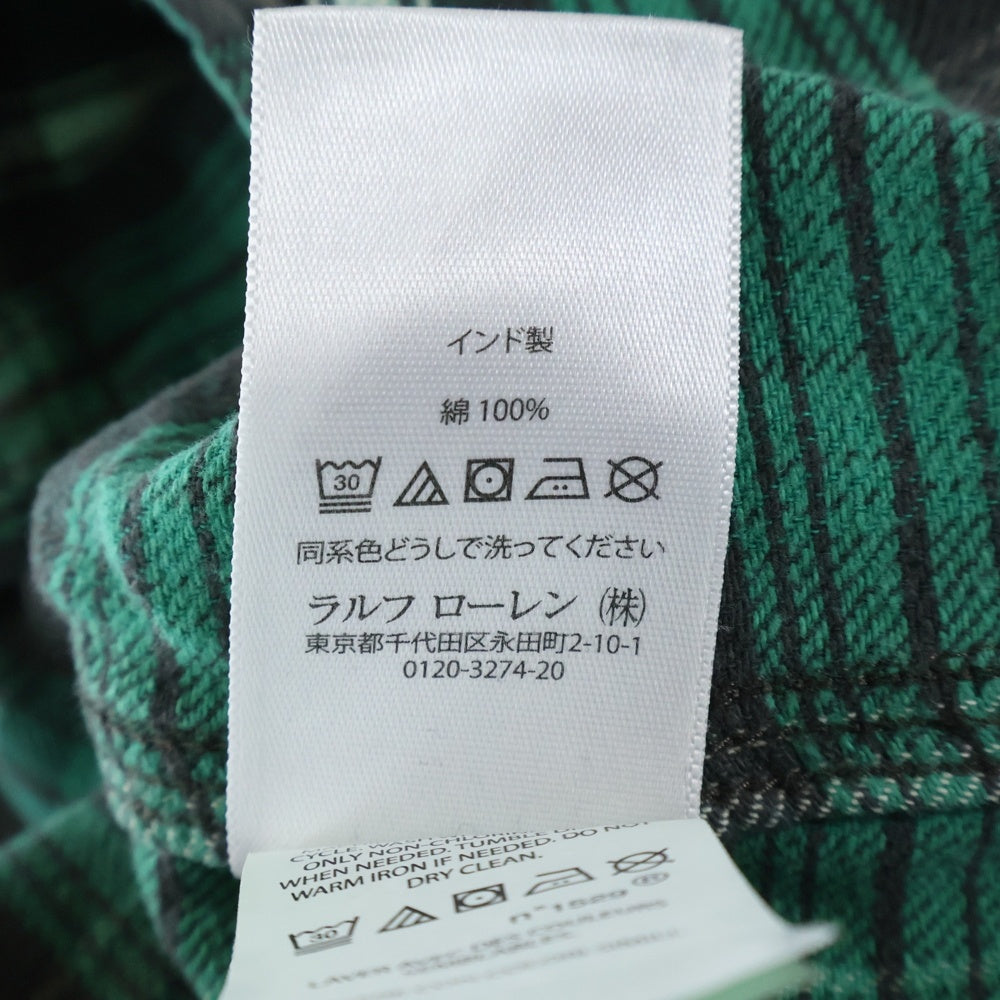 インド製
綿 100%
30
同系色どうしで洗ってください
ラルフ ローレン (株)
東京都千代田区永田町2-10-1
0120-3274-20
ONLY NON-CHLORINE
WHEN NEEDED. TUMBLE DO NOT
WARM IRON IF NEEDED.
DRY CLEAN.
30